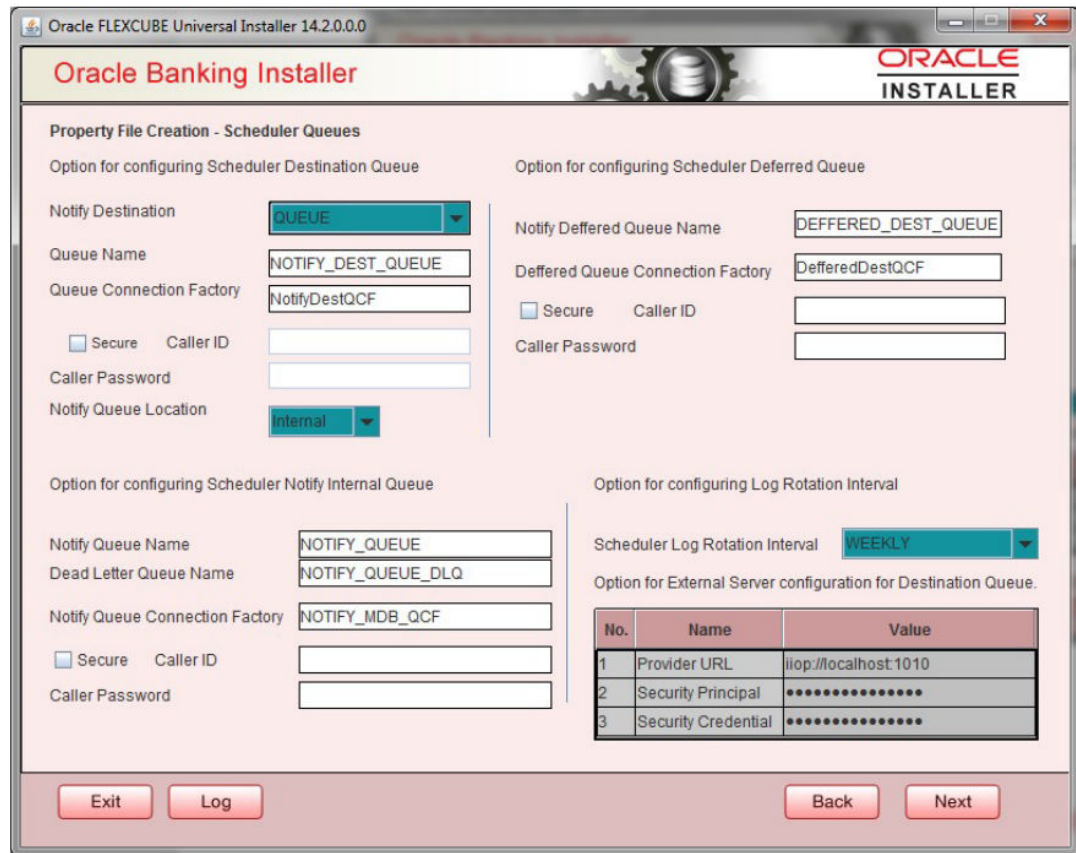 Oracle FLEXCUBE Universal Installer 14.2.0.0.0
Oracle Banking Installer
ORACLE
INSTALLER
Property File Creation - Scheduler Queues
Option for configuring Scheduler Destination Queue
Notify Destination QUEUE
Queue Name NOTIFY_DEST_QUEUE
Queue Connection Factory NotifyDestQCF
Secure Caller ID
Caller Password
Notify Queue Location Internal
Option for configuring Scheduler Deferred Queue
Notify Deffered Queue Name DEFFERED_DEST_QUEUE
Deffered Queue Connection Factory DefferedDestQCF
Secure Caller ID
Caller Password
Option for configuring Scheduler Notify Internal Queue
Notify Queue Name NOTIFY_QUEUE
Dead Letter Queue Name NOTIFY_QUEUE_DLQ
Notify Queue Connection Factory NOTIFY_MDB_QCF
Secure Caller ID
Caller Password
Option for configuring Log Rotation Interval
Scheduler Log Rotation Interval WEEKLY
Option for External Server configuration for Destination Queue.
No. Name Value
1 Provider URL iiop://localhost:1010
2 Security Principal •••••••••••••••
3 Security Credential •••••••••••••••
Exit Log Back Next